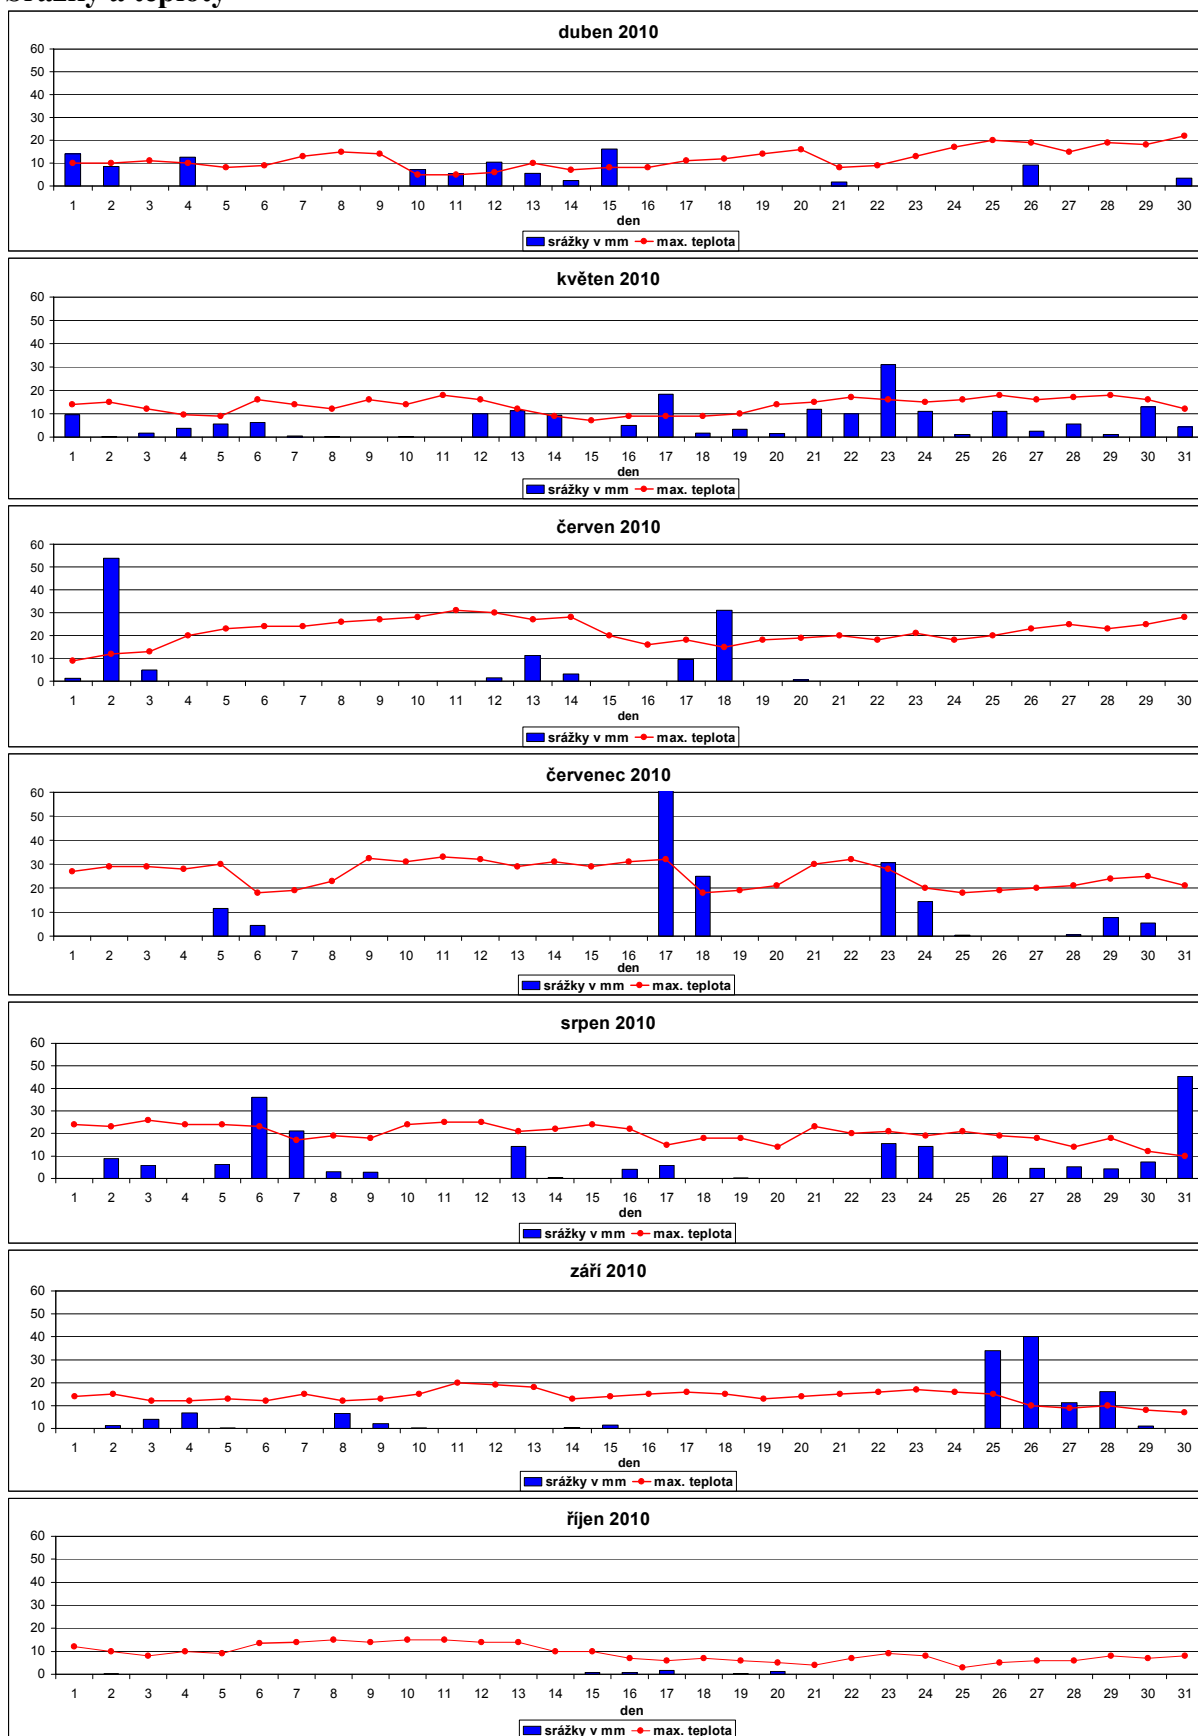 Srážky a teploty
duben 2010
60
50
40
30
20
10
0
1 2 3 4 5 6 7 8 9 10 11 12 13 14 15 16 17 18 19 20 21 22 23 24 25 26 27 28 29 30
den
srážky v mm max. teplota
květen 2010
60
50
40
30
20
10
0
1 2 3 4 5 6 7 8 9 10 11 12 13 14 15 16 17 18 19 20 21 22 23 24 25 26 27 28 29 30 31
den
srážky v mm max. teplota
červen 2010
60
50
40
30
20
10
0
1 2 3 4 5 6 7 8 9 10 11 12 13 14 15 16 17 18 19 20 21 22 23 24 25 26 27 28 29 30
den
srážky v mm max. teplota
červenec 2010
60
50
40
30
20
10
0
1 2 3 4 5 6 7 8 9 10 11 12 13 14 15 16 17 18 19 20 21 22 23 24 25 26 27 28 29 30 31
den
srážky v mm max. teplota
srpen 2010
60
50
40
30
20
10
0
1 2 3 4 5 6 7 8 9 10 11 12 13 14 15 16 17 18 19 20 21 22 23 24 25 26 27 28 29 30 31
den
srážky v mm max. teplota
září 2010
60
50
40
30
20
10
0
1 2 3 4 5 6 7 8 9 10 11 12 13 14 15 16 17 18 19 20 21 22 23 24 25 26 27 28 29 30
den
srážky v mm max. teplota
říjen 2010
60
50
40
30
20
10
0
1 2 3 4 5 6 7 8 9 10 11 12 13 14 15 16 17 18 19 20 21 22 23 24 25 26 27 28 29 30 31
den
srážky v mm max. teplota